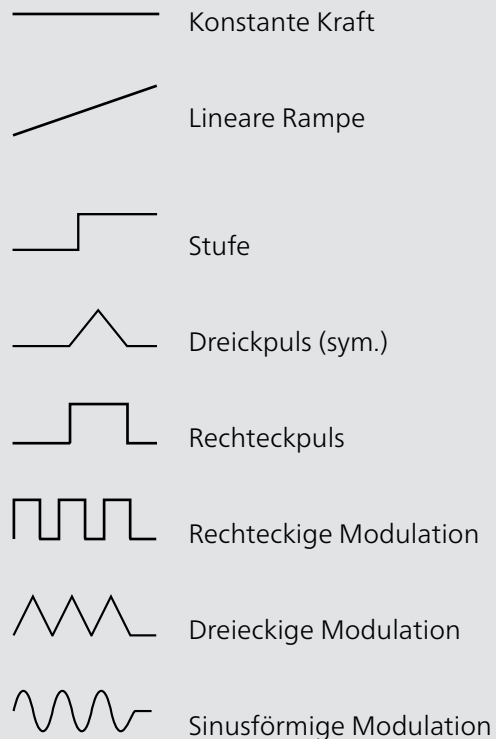 Konstante Kraft
Lineare Rampe
Stufe
Dreickpuls (sym.)
Rechteckpuls
Rechteckige Modulation
Dreieckige Modulation
Sinusförmige Modulation